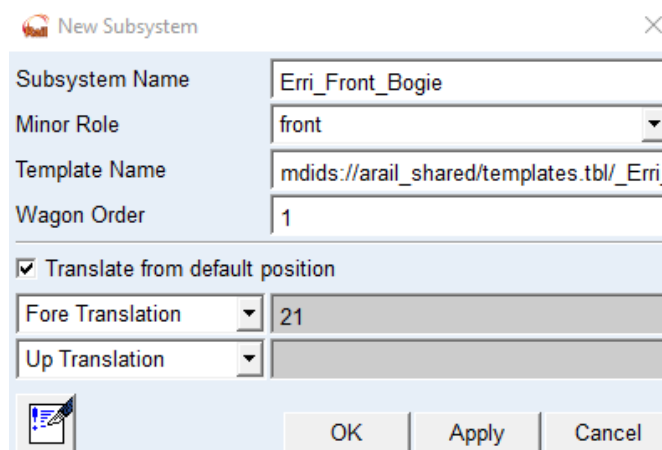 New Subsystem
Subsystem Name Erri_Front_Bogie
Minor Role front
Template Name mdids://arail_shared/templates.tbl/_Erri_
Wagon Order 1
Translate from default position
Fore Translation 21
Up Translation
OK Apply Cancel